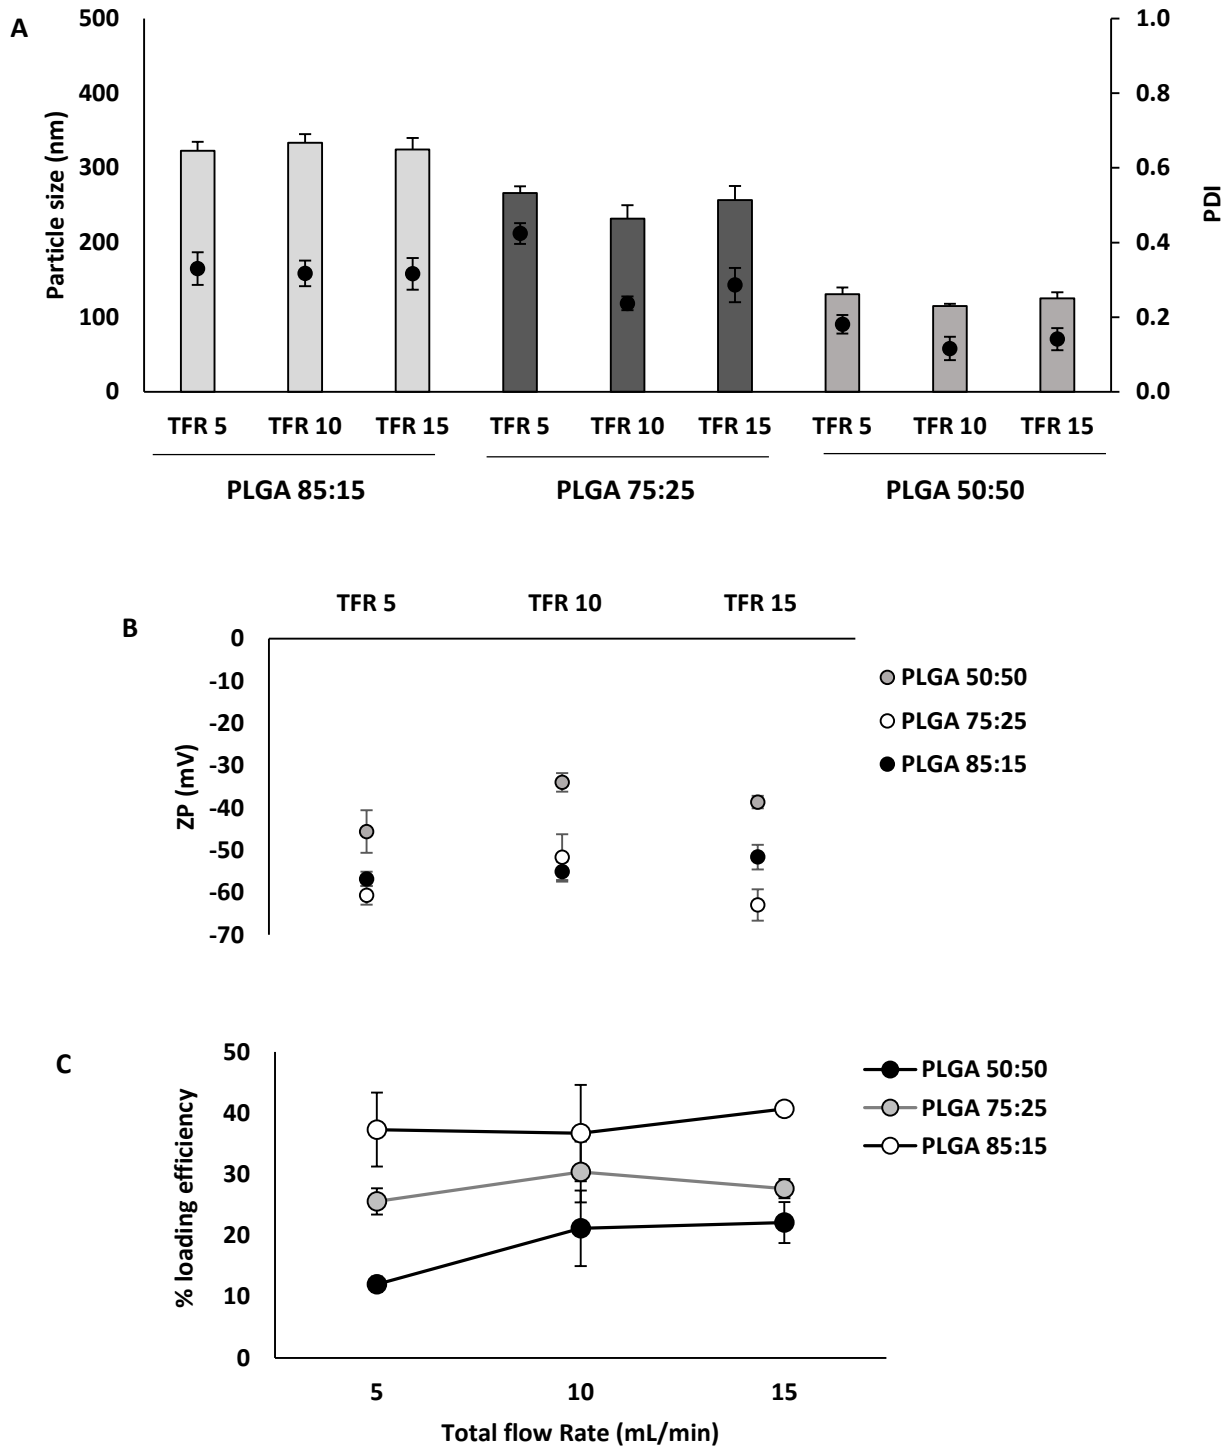 A
500
400
300
200
100
0
Particle size (nm)
1.0
0.8
0.6
0.4
0.2
0.0
PDI
TFR 5 TFR 10 TFR 15 TFR 5 TFR 10 TFR 15 TFR 5 TFR 10 TFR 15
PLGA 85:15 PLGA 75:25 PLGA 50:50
B
TFR 5 TFR 10 TFR 15
0
-10
-20
-30
-40
-50
-60
-70
ZP (mV)
PLGA 50:50
PLGA 75:25
PLGA 85:15
C
50
40
30
20
10
0
% loading efficiency
PLGA 50:50
PLGA 75:25
PLGA 85:15
5 10 15
Total flow Rate (mL/min)